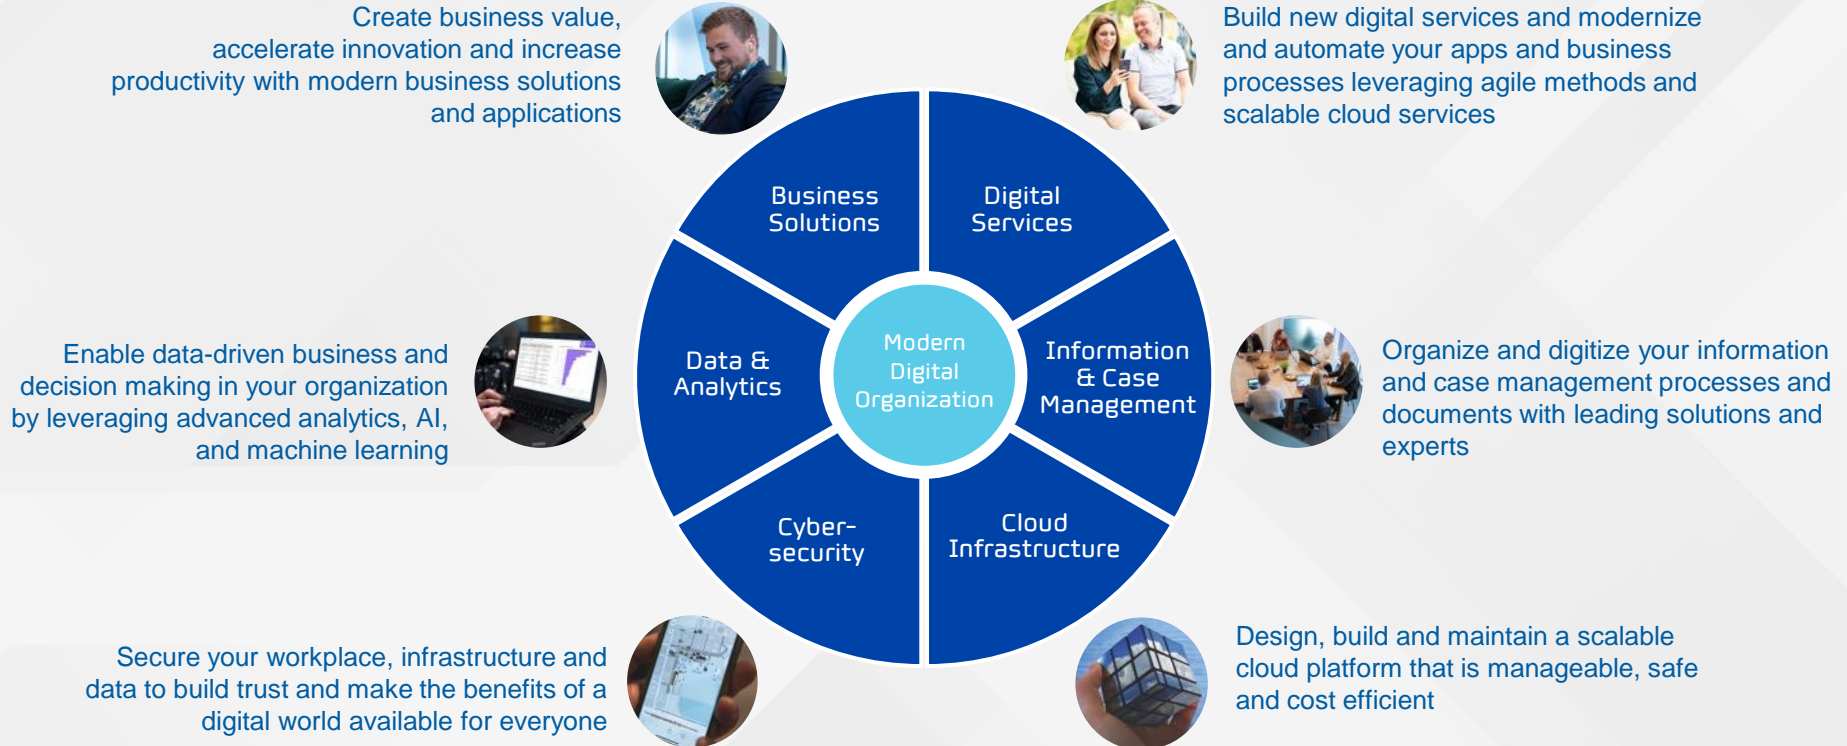 Create business value,
accelerate innovation and increase
productivity with modern business solutions
and applications
Build new digital services and modernize
and automate your apps and business
processes leveraging agile methods and
scalable cloud services
Business
Solutions
Digital
Services
Enable data-driven business and
decision making in your organization
by leveraging advanced analytics, AI,
and machine learning
Data &
Analytics
Modern
Digital
Organization
Information
& Case
Management
Organize and digitize your information
and case management processes and
documents with leading solutions and
experts
Cyber-
security
Cloud
Infrastructure
Secure your workplace, infrastructure and
data to build trust and make the benefits of a
digital world available for everyone
Design, build and maintain a scalable
cloud platform that is manageable, safe
and cost efficient